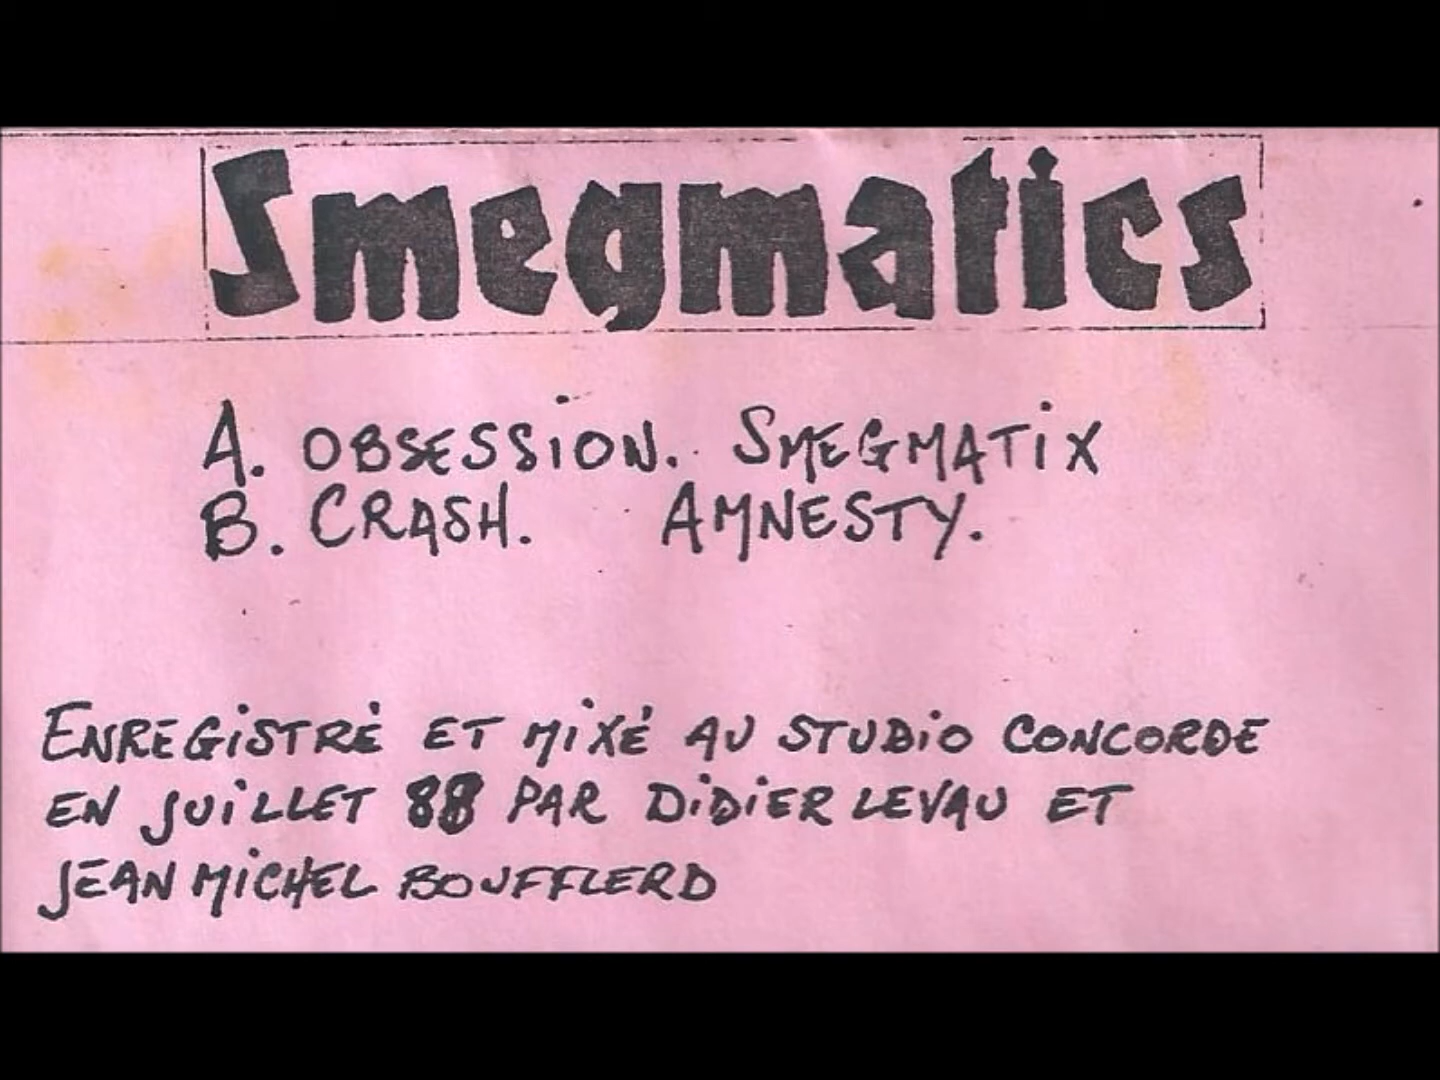 Smegmatics
A. OBSESSION. SMEGMATIX
B. CRASH. AMNESTY.
ENREGISTRÉ ET MIXÉ AU STUDIO CONCORDE
EN JUILLET 88 PAR DIDIER LEVAU ET
JEAN MICHEL BOUFFLERD